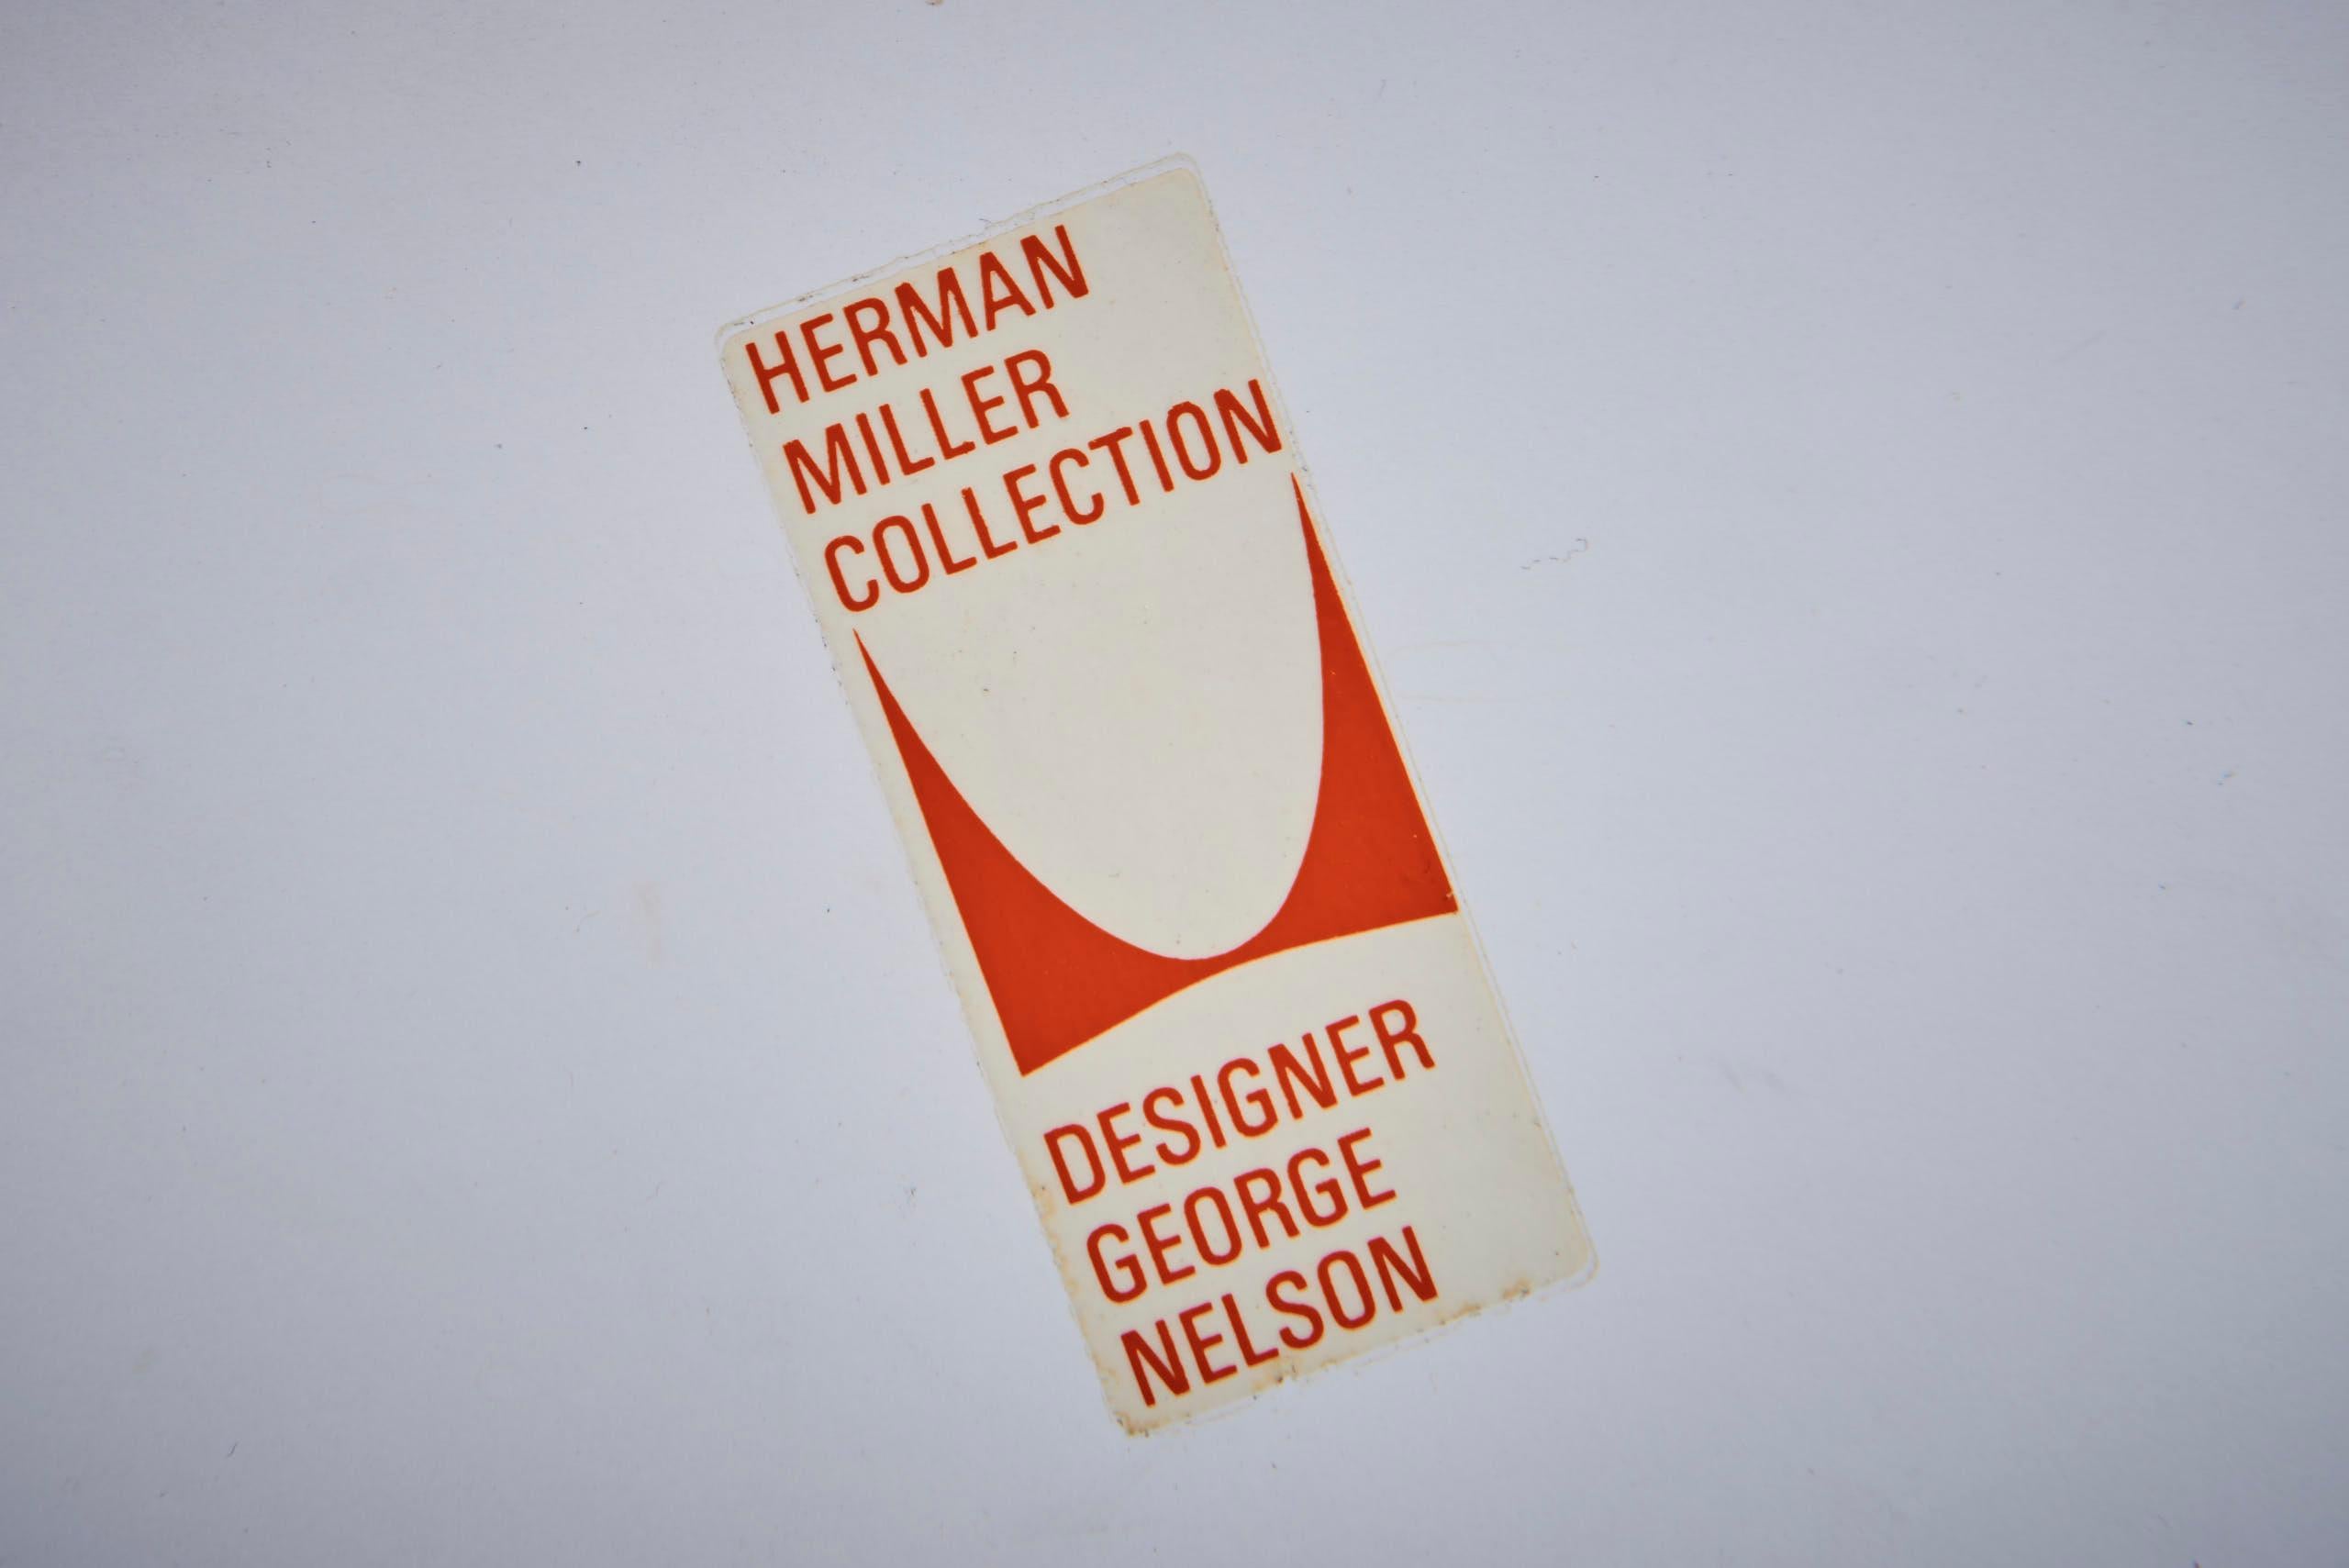 HERMAN
MILLER
COLLECTION
DESIGNER
GEORGE
NELSON